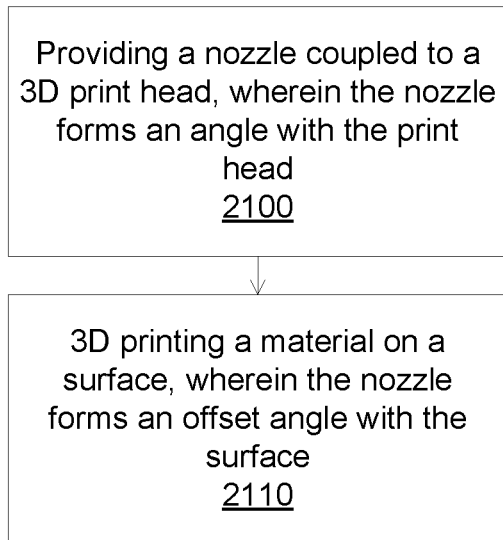 Providing a nozzle coupled to a
3D print head, wherein the nozzle
forms an angle with the print
head
2100
3D printing a material on a
surface, wherein the nozzle
forms an offset angle with the
surface
2110